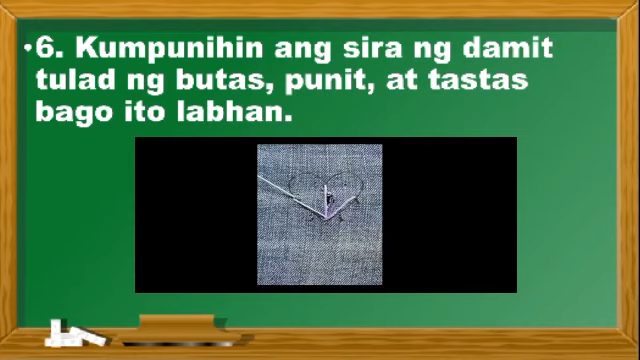 •6. Kumpunihin ang sira ng damit
tulad ng butas, punit, at tastas
bago ito labhan.